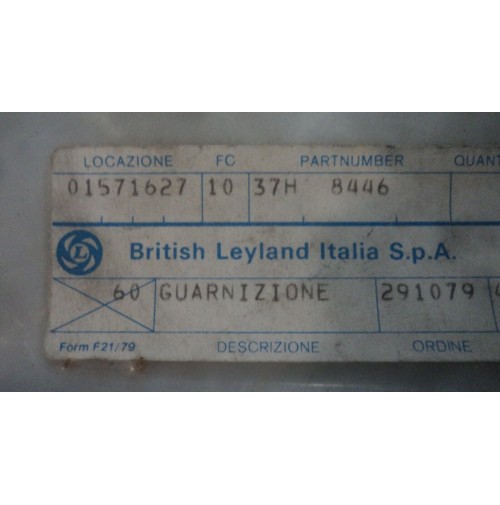 LOCAZIONE FC PARTNUMBER QUANT
01571627 10 37H 8446
L British Leyland Italia S.p.A.
60 GUARNIZIONE 291079
Form F21/79 DESCRIZIONE ORDINE